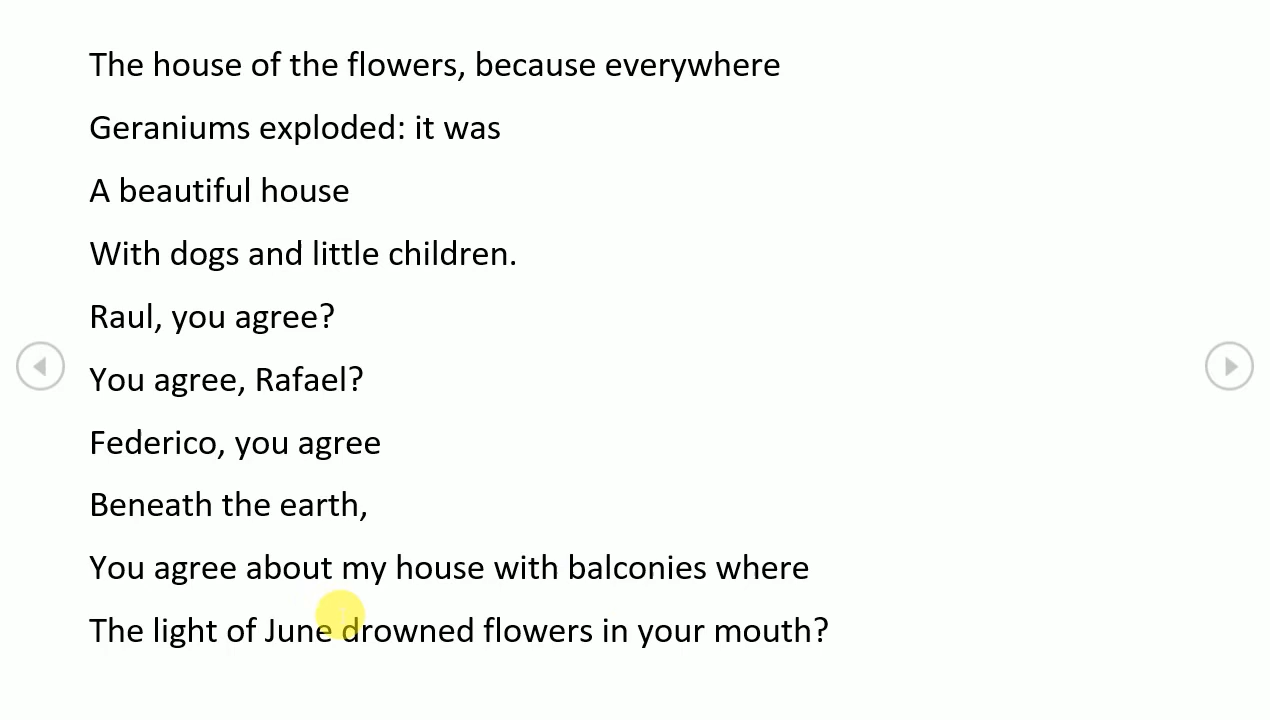 The house of the flowers, because everywhere
Geraniums exploded: it was
A beautiful house
With dogs and little children.
Raul, you agree?
You agree, Rafael?
Federico, you agree
Beneath the earth,
You agree about my house with balconies where
The light of June drowned flowers in your mouth?